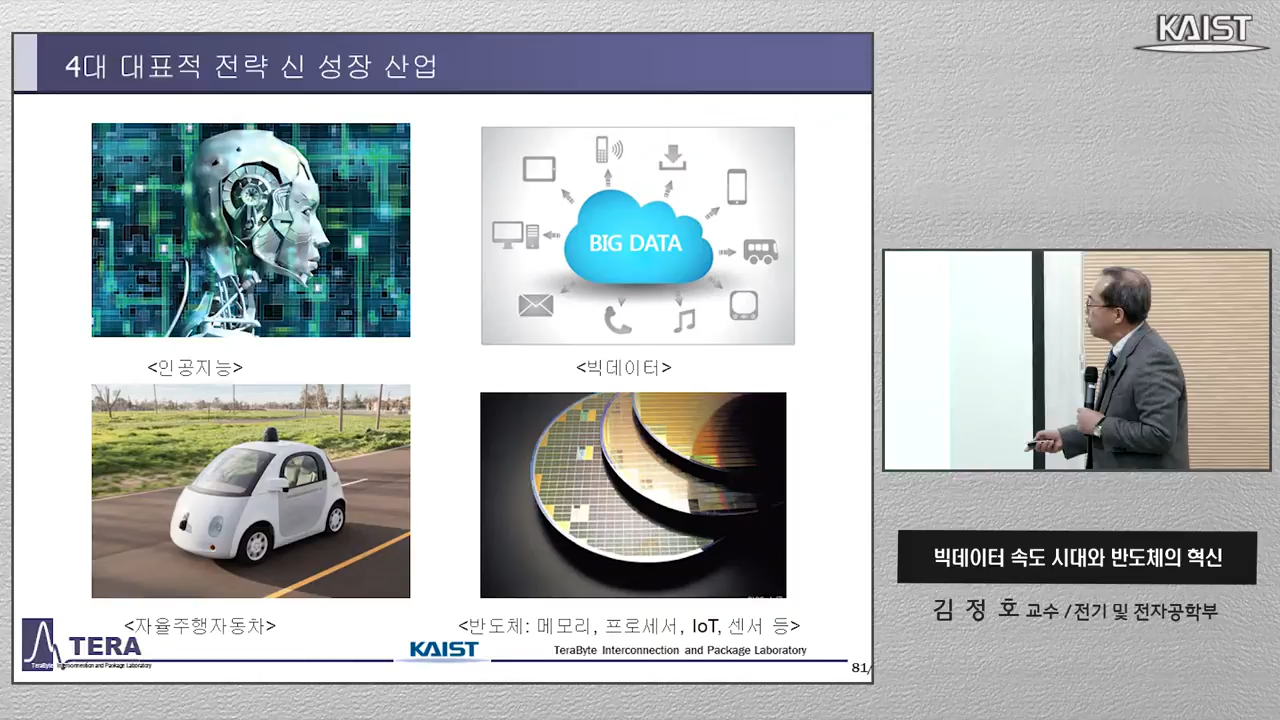 KAIST
4대 대표적 전략 신 성장 산업
BIG DATA
<인공지능>
<빅데이터>
<자율주행자동차>
<반도체: 메모리, 프로세서, IoT, 센서 등>
TERA
TeraByte Interconnection and Package Laboratory
KAIST
TeraByte Interconnection and Package Laboratory
81/
빅데이터 속도 시대와 반도체의 혁신
김 정 호 교수 / 전기 및 전자공학부